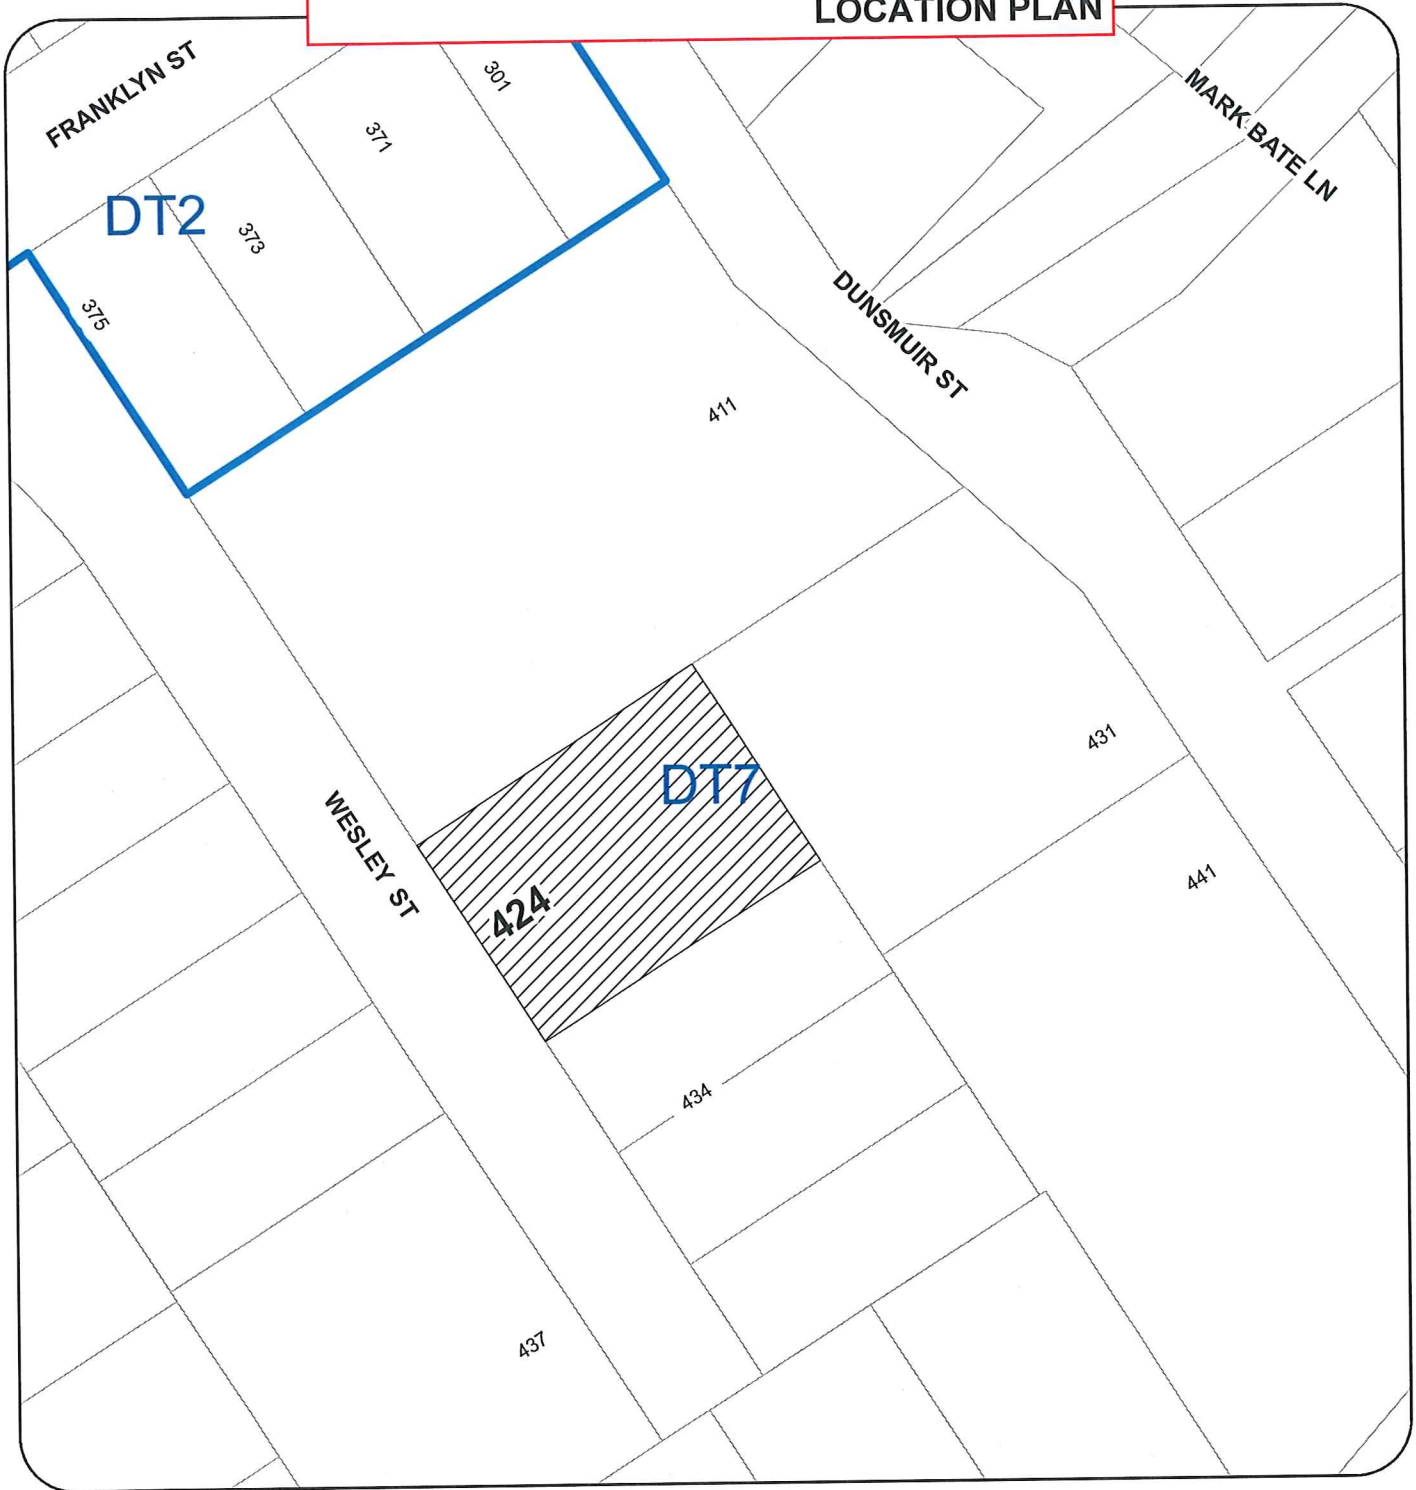 LOCATION PLAN
FRANKLYN ST
301
MARK BATE LN
371
DT2
373
375
DUNSMUIR ST
411
431
DT7
WESLEY ST
424
441
434
437